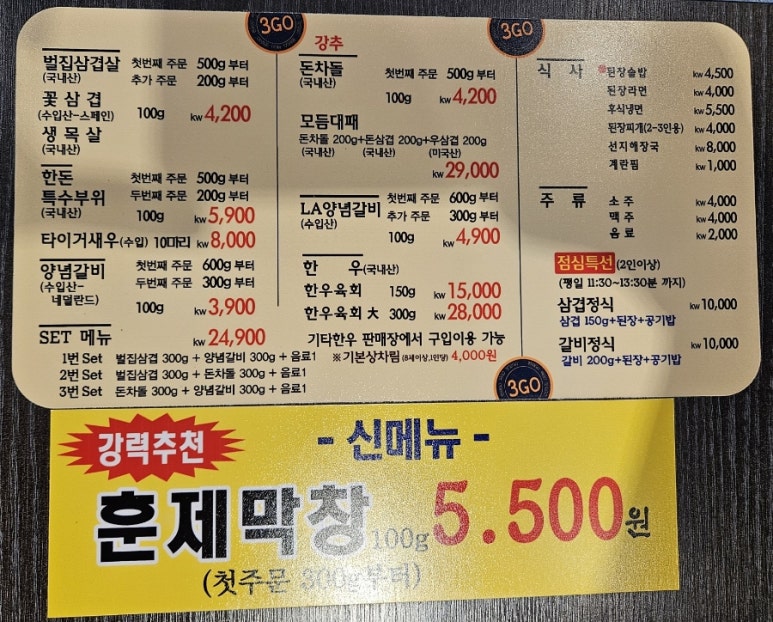 3GO
3GO
벌집삼겹살 첫번째 주문 500g 부터
(국내산) 추가 주문 200g 부터
꽃삼겹
(수입산-스페인) 100g KW 4,200
생목살
(국내산)
한돈 첫번째 주문 500g 부터
특수부위 두번째 주문 200g 부터
(국내산) 100g KW 5,900
타이거새우(수입) 10마리 KW 8,000
양념갈비 첫번째 주문 600g 부터
(수입산- 두번째 주문 300g 부터
네덜란드) 100g KW 3,900
SET 메뉴 KW 24,900
1번 Set 벌집삼겹 300g + 양념갈비 300g + 음료1
2번 Set 벌집삼겹 300g + 돈차돌 300g + 음료1
3번 Set 돈차돌 300g + 양념갈비 300g + 음료1
강추
돈차돌 첫번째 주문 500g 부터
(국내산) 100g KW 4,200
모듬대패
돈차돌 200g+돈삼겹 200g+우삼겹 200g
(국내산) (국내산) (미국산)
KW 29,000
LA양념갈비 첫번째 주문 600g 부터
(수입산) 추가 주문 300g 부터
100g KW 4,900
한 우(국내산)
한우육회 150g KW 15,000
한우육회 大 300g KW 28,000
기타한우 판매장에서 구입이용 가능
※ 기본상차림 (8세이상,1인당) 4,000원
식 사 된장술밥 KW 4,500
된장라면 KW 4,000
후식냉면 KW 5,500
된장찌개(2-3인용) KW 4,000
선지해장국 KW 8,000
계란찜 KW 1,000
주 류 소 주 KW 4,000
맥 주 KW 4,000
음 료 KW 2,000
점심특선 (2인이상)
(평일 11:30~13:30분 까지)
삼겹정식 KW 10,000
삼겹 150g+된장+공기밥
갈비정식 KW 10,000
갈비 200g+된장+공기밥
3GO
강력추천
- 신메뉴 -
훈제막창 100g 5.500원
(첫주문 300g부터)